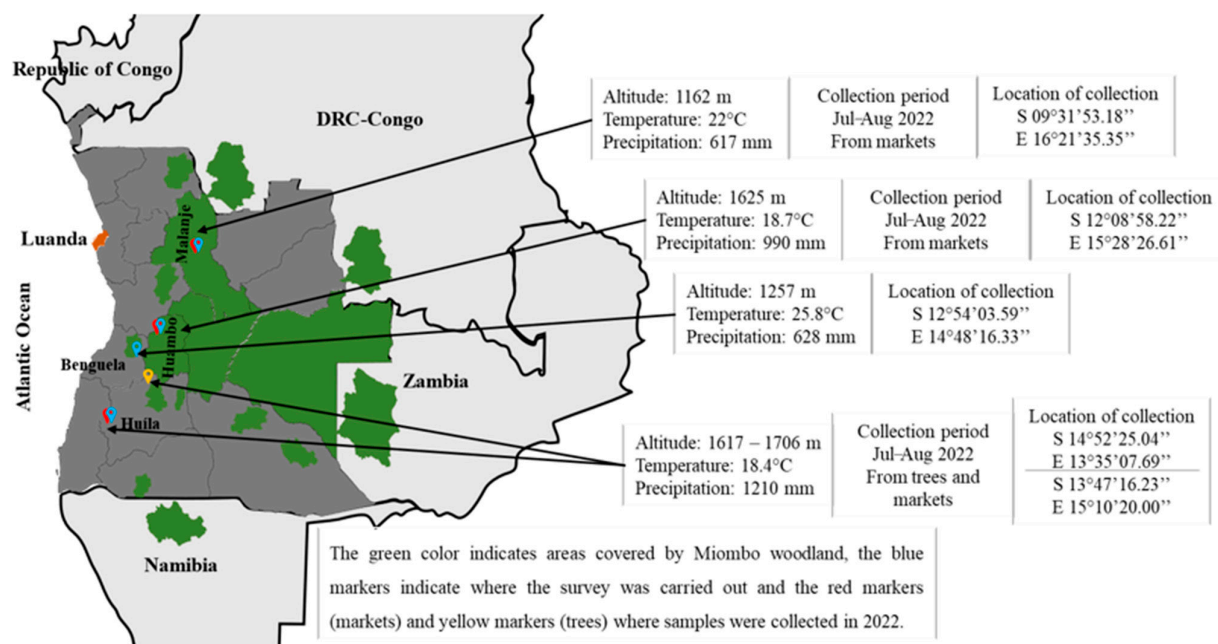 Republic of Congo
DRC-Congo
Luanda
Malanje
Atlantic Ocean
Huambo
Benguela
Huíla
Zambia
Namibia
Altitude: 1162 m
Temperature: 22°C
Precipitation: 617 mm
Collection period
Jul–Aug 2022
From markets
Location of collection
S 09°31’53.18’’
E 16°21’35.35’’
Altitude: 1625 m
Temperature: 18.7°C
Precipitation: 990 mm
Collection period
Jul–Aug 2022
From markets
Location of collection
S 12°08’58.22’’
E 15°28’26.61’’
Altitude: 1257 m
Temperature: 25.8°C
Precipitation: 628 mm
Location of collection
S 12°54’03.59’’
E 14°48’16.33’’
Altitude: 1617 – 1706 m
Temperature: 18.4°C
Precipitation: 1210 mm
Collection period
Jul–Aug 2022
From trees and
markets
Location of collection
S 14°52’25.04’’
E 13°35’07.69’’
S 13°47’16.23’’
E 15°10’20.00’’
The green color indicates areas covered by Miombo woodland, the blue
markers indicate where the survey was carried out and the red markers
(markets) and yellow markers (trees) where samples were collected in 2022.